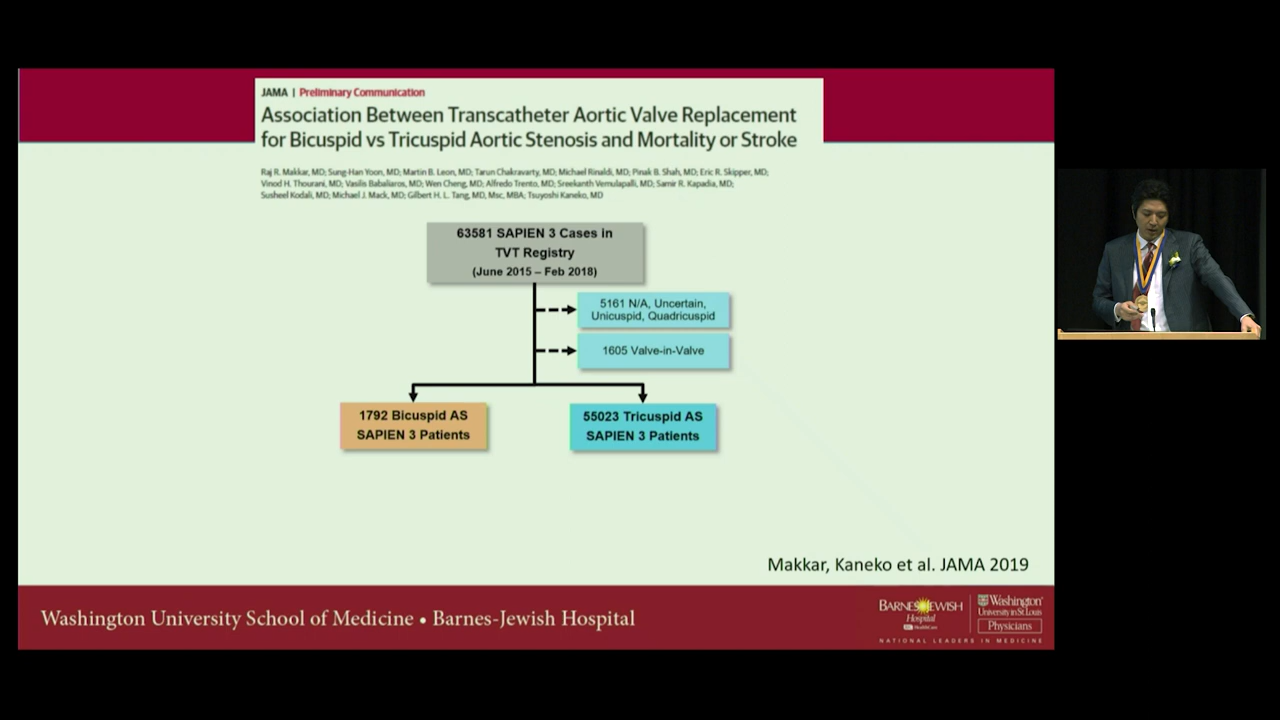 JAMA | Preliminary Communication
Association Between Transcatheter Aortic Valve Replacement
for Bicuspid vs Tricuspid Aortic Stenosis and Mortality or Stroke
Raj R. Makkar, MD; Sung-Han Yoon, MD; Martin B. Leon, MD; Tarun Chakravarty, MD; Michael Rinaldi, MD; Pinak B. Shah, MD; Eric R. Skipper, MD;
Vinod H. Thourani, MD; Vasilis Babaliaros, MD; Wen Cheng, MD; Alfredo Trento, MD; Sreekanth Vemulapalli, MD; Samir R. Kapadia, MD;
Susheel Kodali, MD; Michael J. Mack, MD; Gilbert H. L. Tang, MD, Msc, MBA; Tsuyoshi Kaneko, MD
63581 SAPIEN 3 Cases in
TVT Registry
(June 2015 – Feb 2018)
5161 N/A, Uncertain,
Unicuspid, Quadricuspid
1605 Valve-in-Valve
1792 Bicuspid AS
SAPIEN 3 Patients
55023 Tricuspid AS
SAPIEN 3 Patients
Makkar, Kaneko et al. JAMA 2019
Washington University School of Medicine • Barnes-Jewish Hospital
BARNES JEWISH
Hospital
HealthCare
Washington
University in St. Louis
Physicians
NATIONAL LEADERS IN MEDICINE